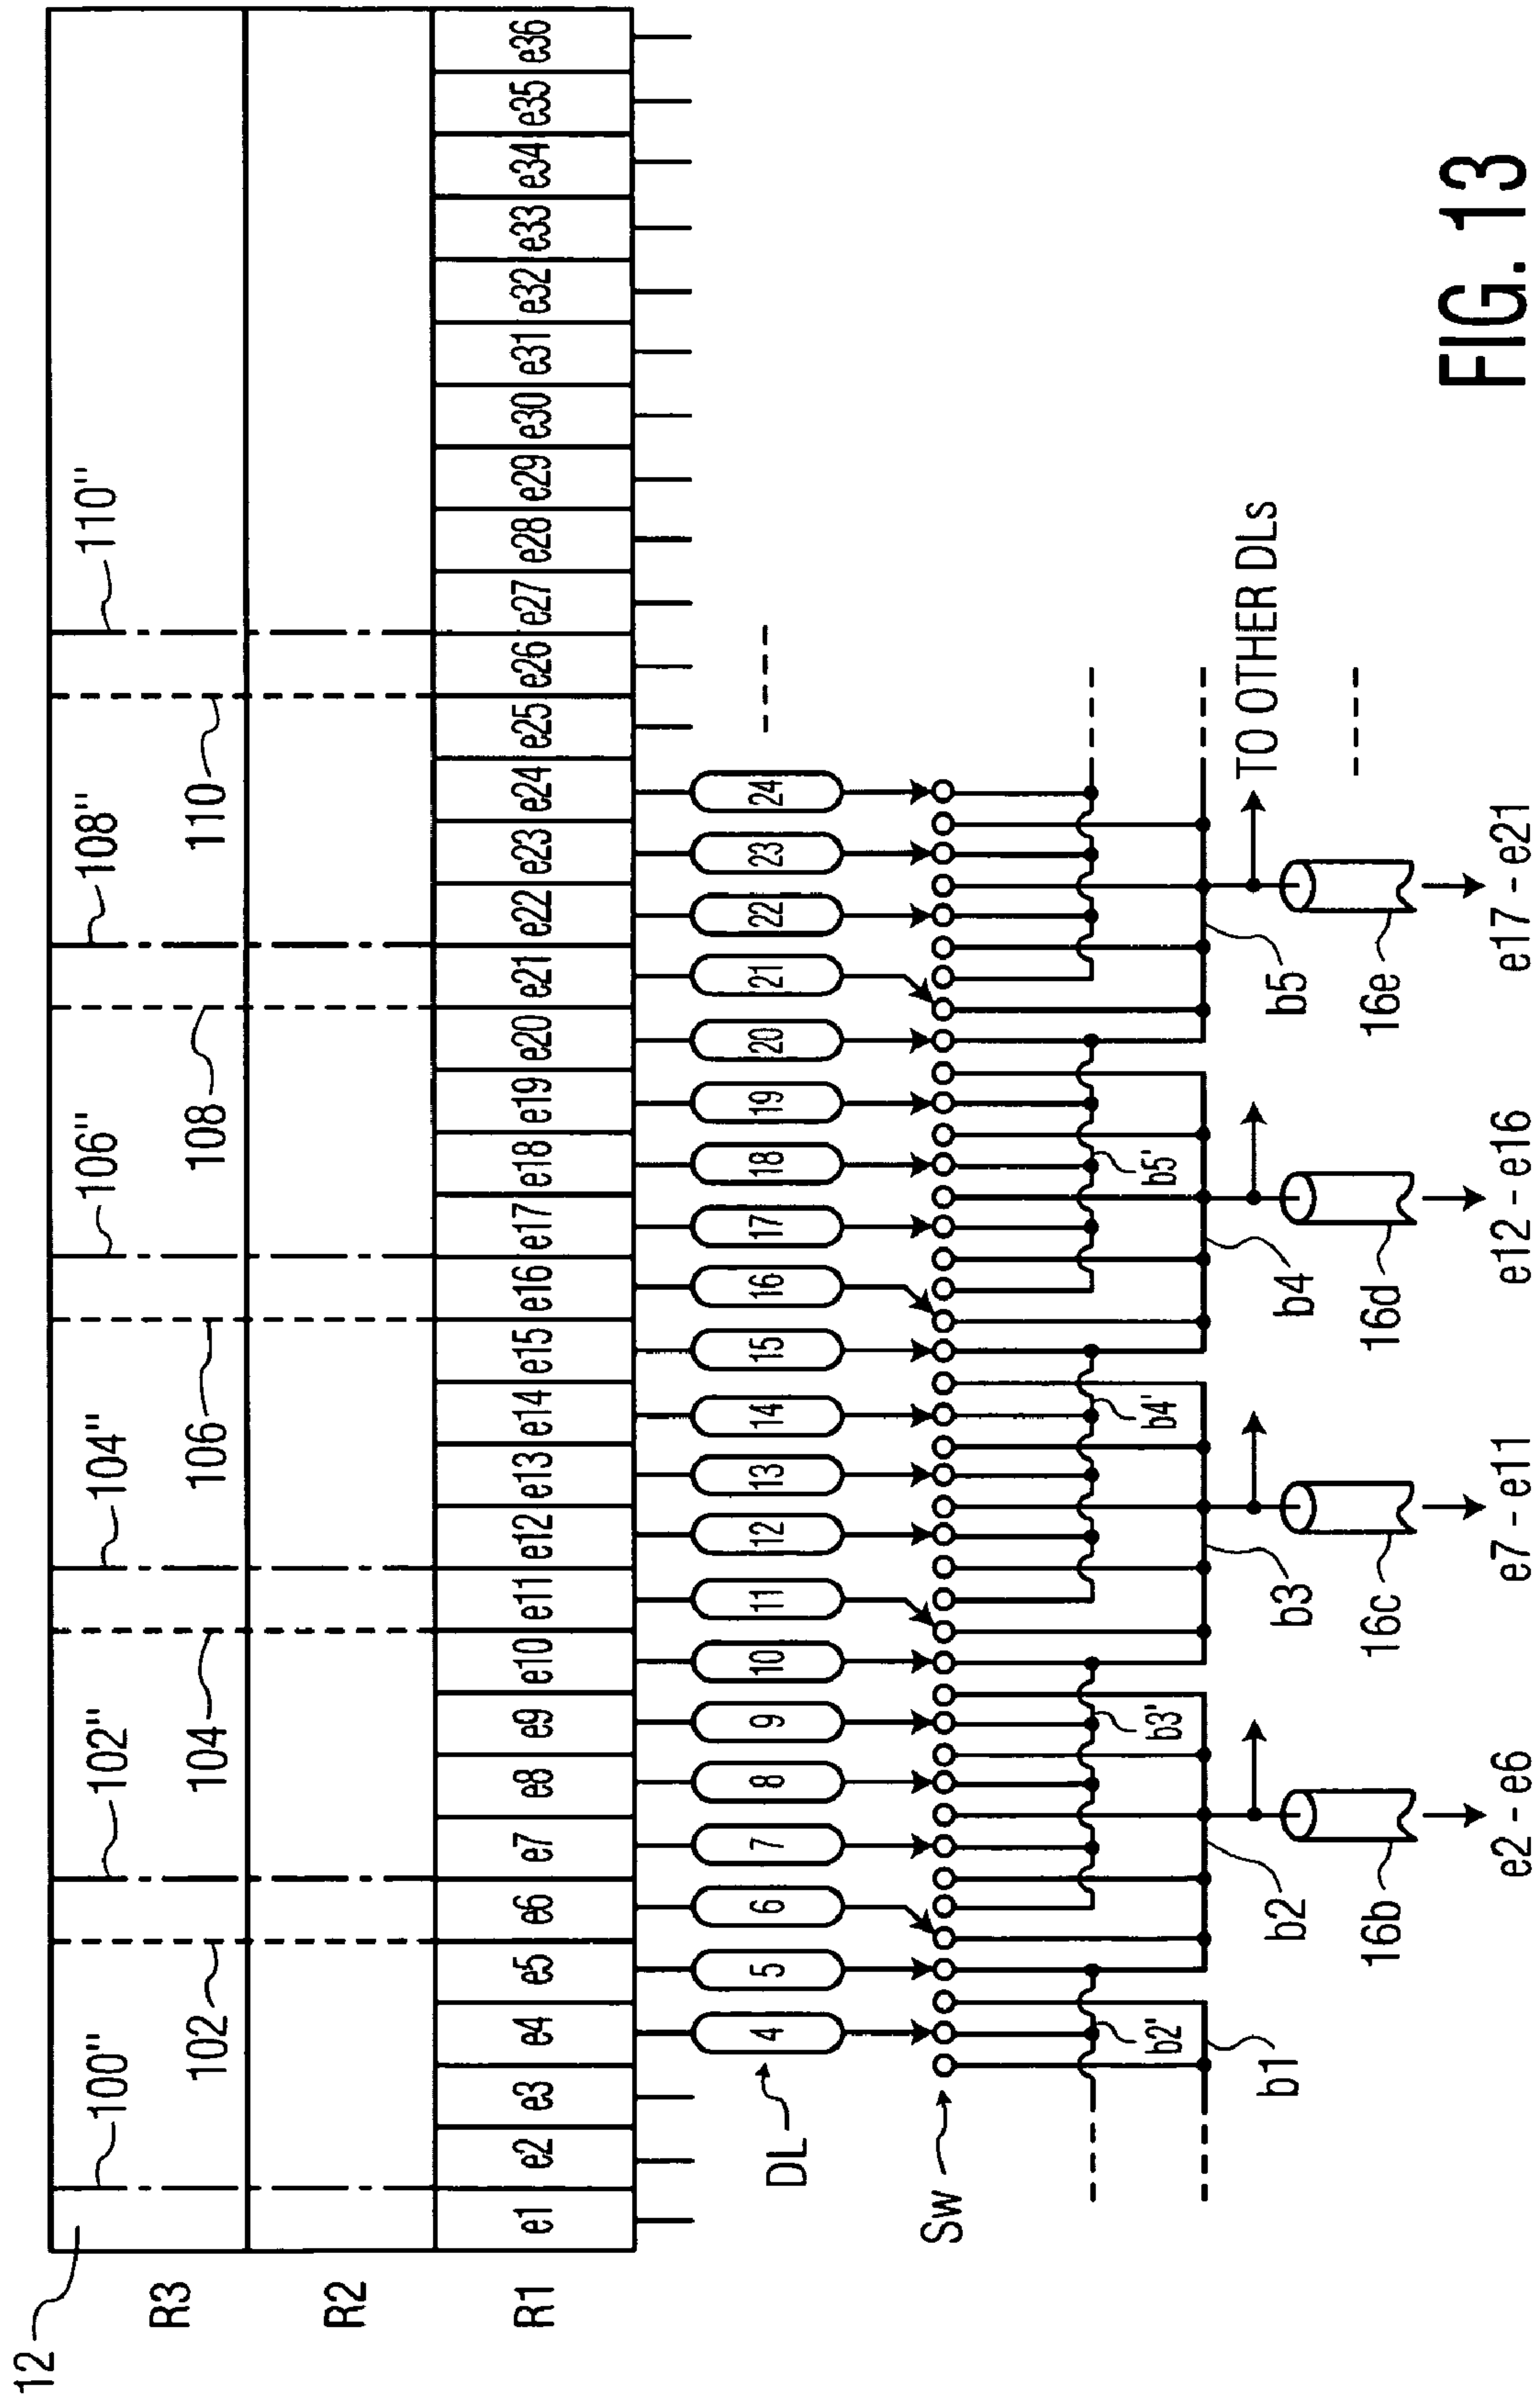 12
R3
100"
102"
104"
106"
108"
110"
102
104
106
108
110
R2
R1
e1 e2 e3 e4 e5 e6 e7 e8 e9 e10 e11 e12 e13 e14 e15 e16 e17 e18 e19 e20 e21 e22 e23 e24 e25 e26 e27 e28 e29 e30 e31 e32 e33 e34 e35 e36
DL
4 5 6 7 8 9 10 11 12 13 14 15 16 17 18 19 20 21 22 23 24
Sw
b2' b3' b4' b5'
b1 b2 b3 b4 b5
TO OTHER DLs
16b 16c 16d 16e
e2 - e6
e7 - e11
e12 - e16
e17 - e21
FIG. 13